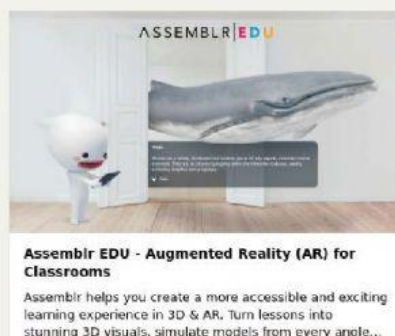 ASSEMBLR|EDU
Assemblr EDU - Augmented Reality (AR) for
Classrooms
Assemblr helps you create a more accessible and exciting
learning experience in 3D & AR. Turn lessons into
stunning 3D visuals, simulate models from every angle...